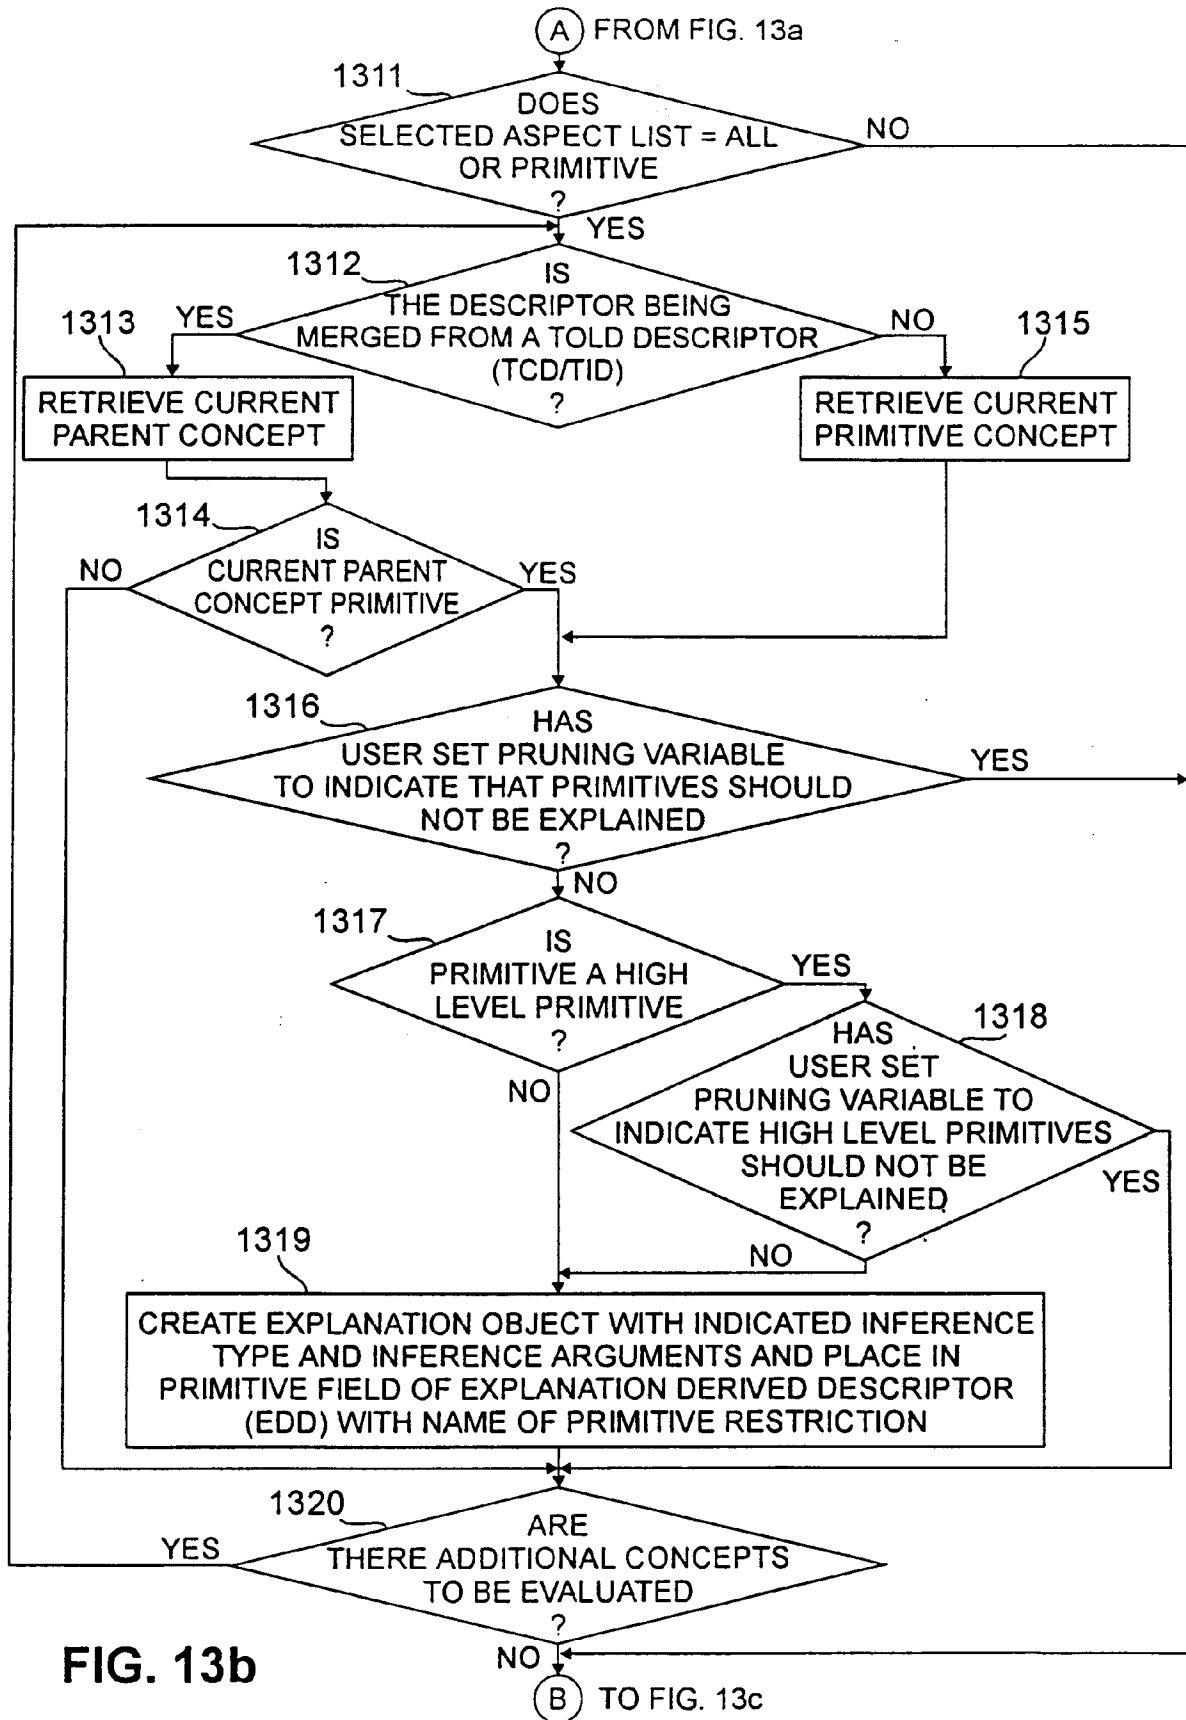 A FROM FIG. 13a
1311
DOES
SELECTED ASPECT LIST = ALL
OR PRIMITIVE
?
NO
YES
1312
IS
THE DESCRIPTOR BEING
MERGED FROM A TOLD DESCRIPTOR
(TCD/TID)
?
YES
NO
1313
RETRIEVE CURRENT
PARENT CONCEPT
1315
RETRIEVE CURRENT
PRIMITIVE CONCEPT
1314
IS
CURRENT PARENT
CONCEPT PRIMITIVE
?
NO
YES
1316
HAS
USER SET PRUNING VARIABLE
TO INDICATE THAT PRIMITIVES SHOULD
NOT BE EXPLAINED
?
YES
NO
1317
IS
PRIMITIVE A HIGH
LEVEL PRIMITIVE
?
YES
NO
1318
HAS
USER SET
PRUNING VARIABLE TO
INDICATE HIGH LEVEL PRIMITIVES
SHOULD NOT BE
EXPLAINED
?
YES
NO
1319
CREATE EXPLANATION OBJECT WITH INDICATED INFERENCE
TYPE AND INFERENCE ARGUMENTS AND PLACE IN
PRIMITIVE FIELD OF EXPLANATION DERIVED DESCRIPTOR
(EDD) WITH NAME OF PRIMITIVE RESTRICTION
1320
ARE
THERE ADDITIONAL CONCEPTS
TO BE EVALUATED
?
YES
NO
B TO FIG. 13c
FIG. 13b